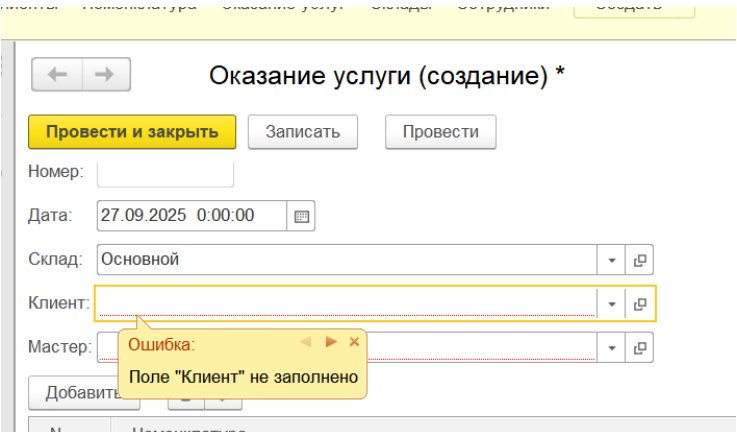 Оказание услуги (создание) *
Провести и закрыть Записать Провести
Номер:
Дата: 27.09.2025 0:00:00
Склад: Основной
Клиент:
Мастер:
Ошибка:
Поле "Клиент" не заполнено